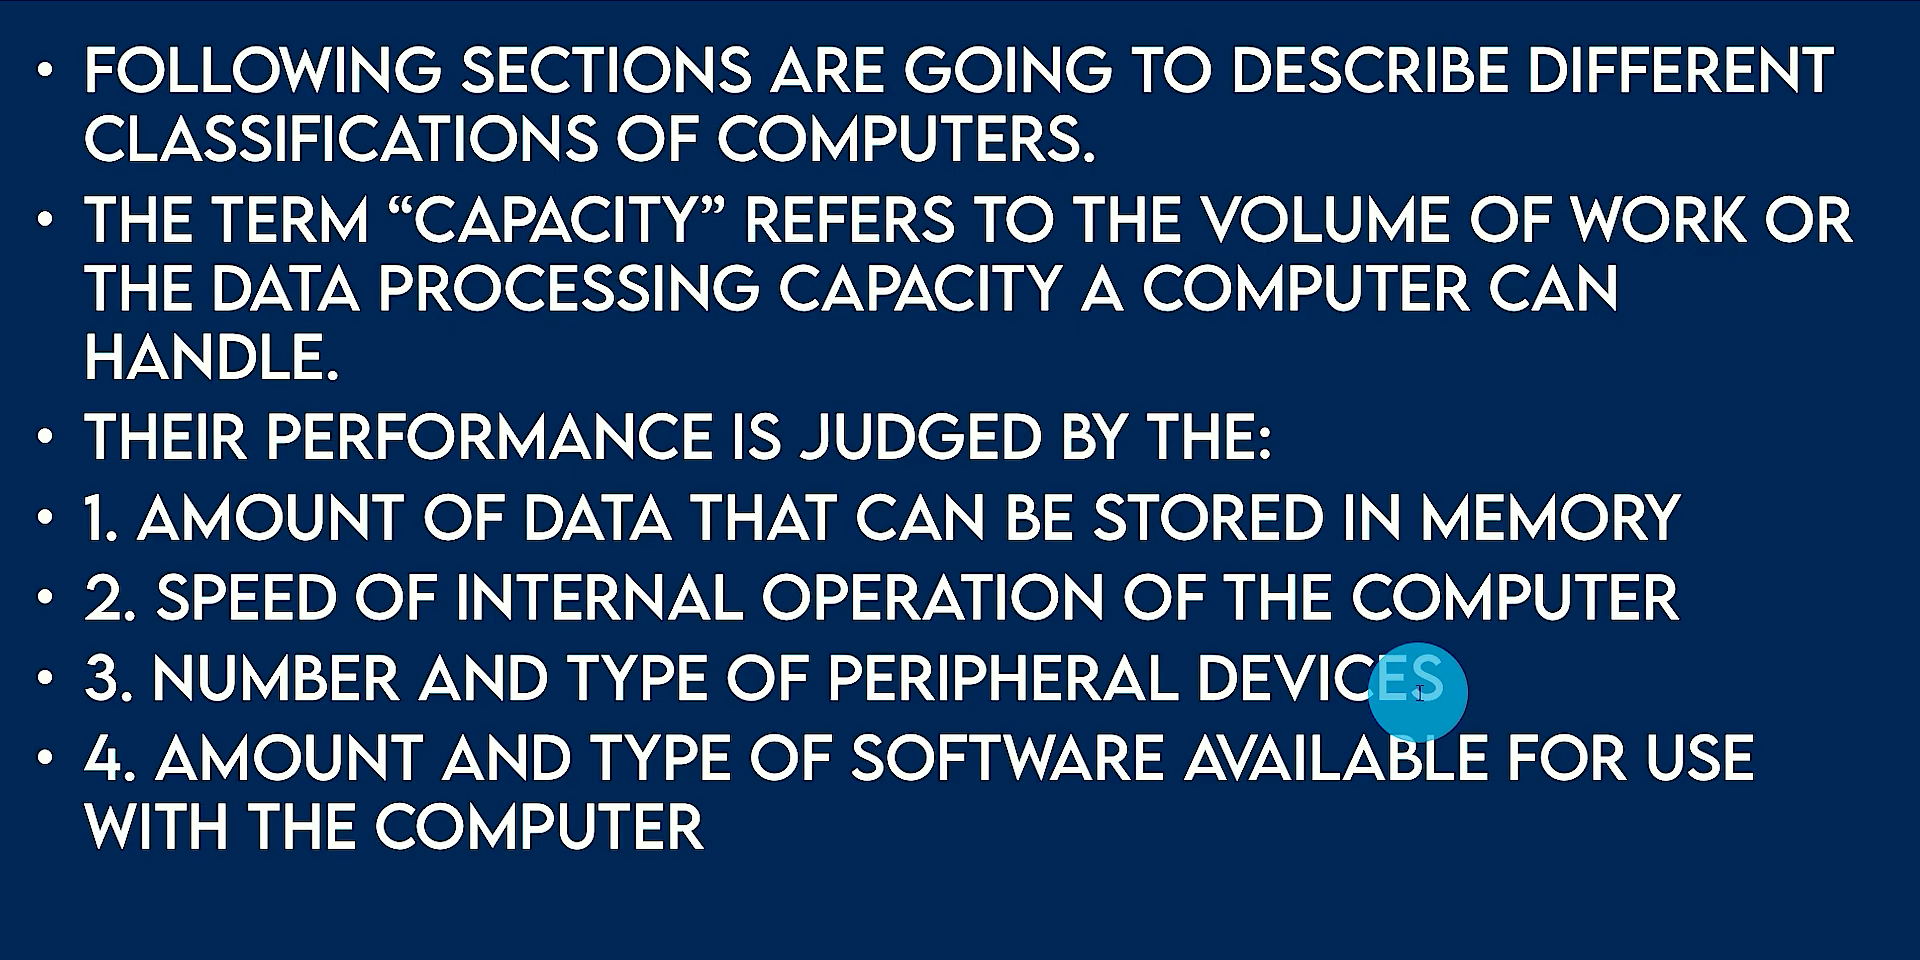 • FOLLOWING SECTIONS ARE GOING TO DESCRIBE DIFFERENT
CLASSIFICATIONS OF COMPUTERS.
• THE TERM “CAPACITY” REFERS TO THE VOLUME OF WORK OR
THE DATA PROCESSING CAPACITY A COMPUTER CAN
HANDLE.
• THEIR PERFORMANCE IS JUDGED BY THE:
• 1. AMOUNT OF DATA THAT CAN BE STORED IN MEMORY
• 2. SPEED OF INTERNAL OPERATION OF THE COMPUTER
• 3. NUMBER AND TYPE OF PERIPHERAL DEVICES
• 4. AMOUNT AND TYPE OF SOFTWARE AVAILABLE FOR USE
WITH THE COMPUTER